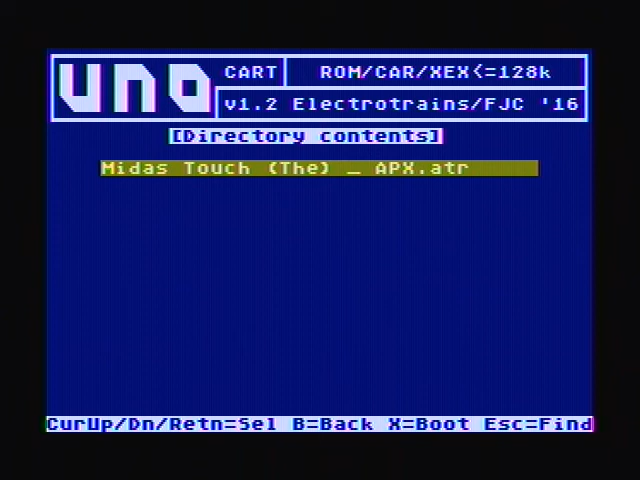 UNO
CART
ROM/CAR/XEX<=128k
v1.2 Electrotrains/FJC '16
[Directory contents]
Midas Touch (The) _ APX.atr
CurUp/Dn/Retn=Sel B=Back X=Boot Esc=Find